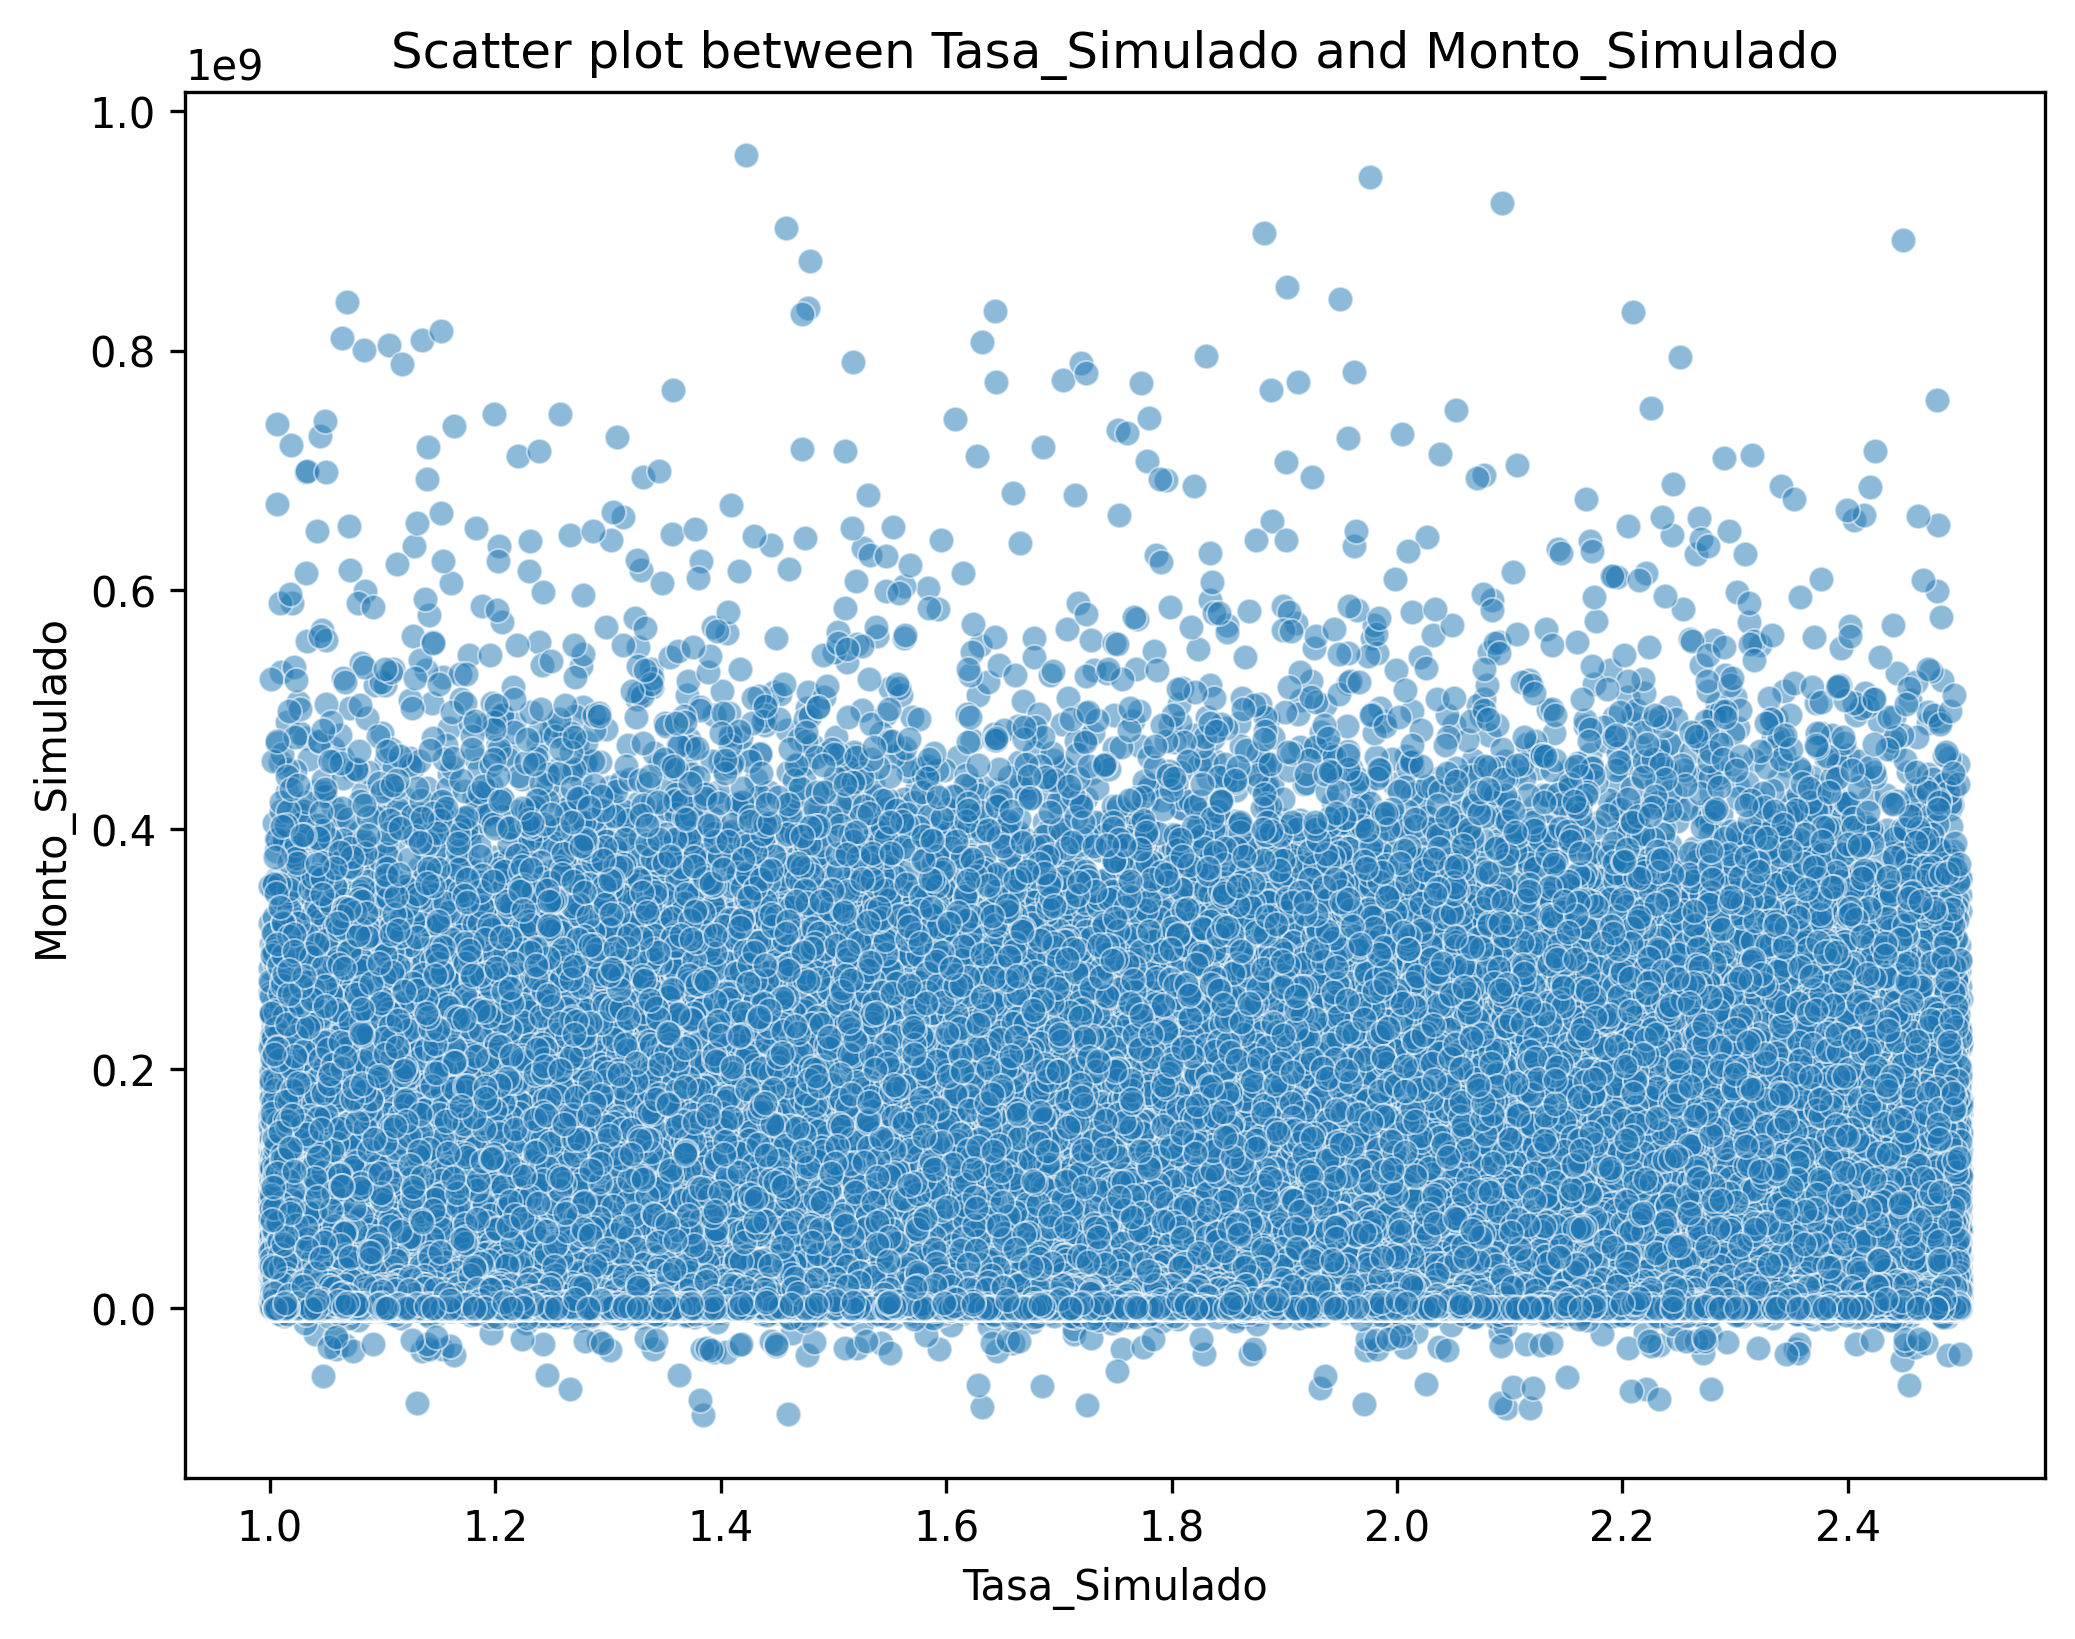 Scatter plot between Tasa_Simulado and Monto_Simulado
1e9
1.0
0.8
0.6
0.4
0.2
0.0
Monto_Simulado
1.0 1.2 1.4 1.6 1.8 2.0 2.2 2.4
Tasa_Simulado